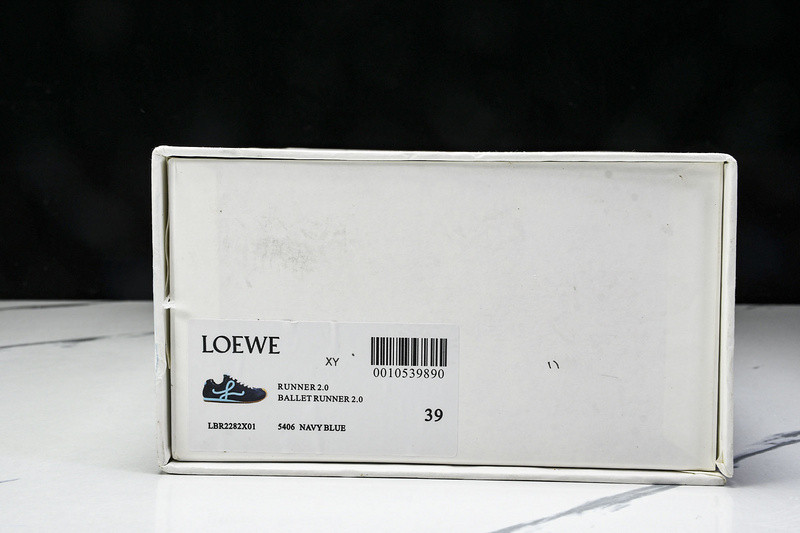 LOEWE
XY
0010539890
RUNNER 2.0
BALLET RUNNER 2.0
39
LBR2282X01 5406 NAVY BLUE